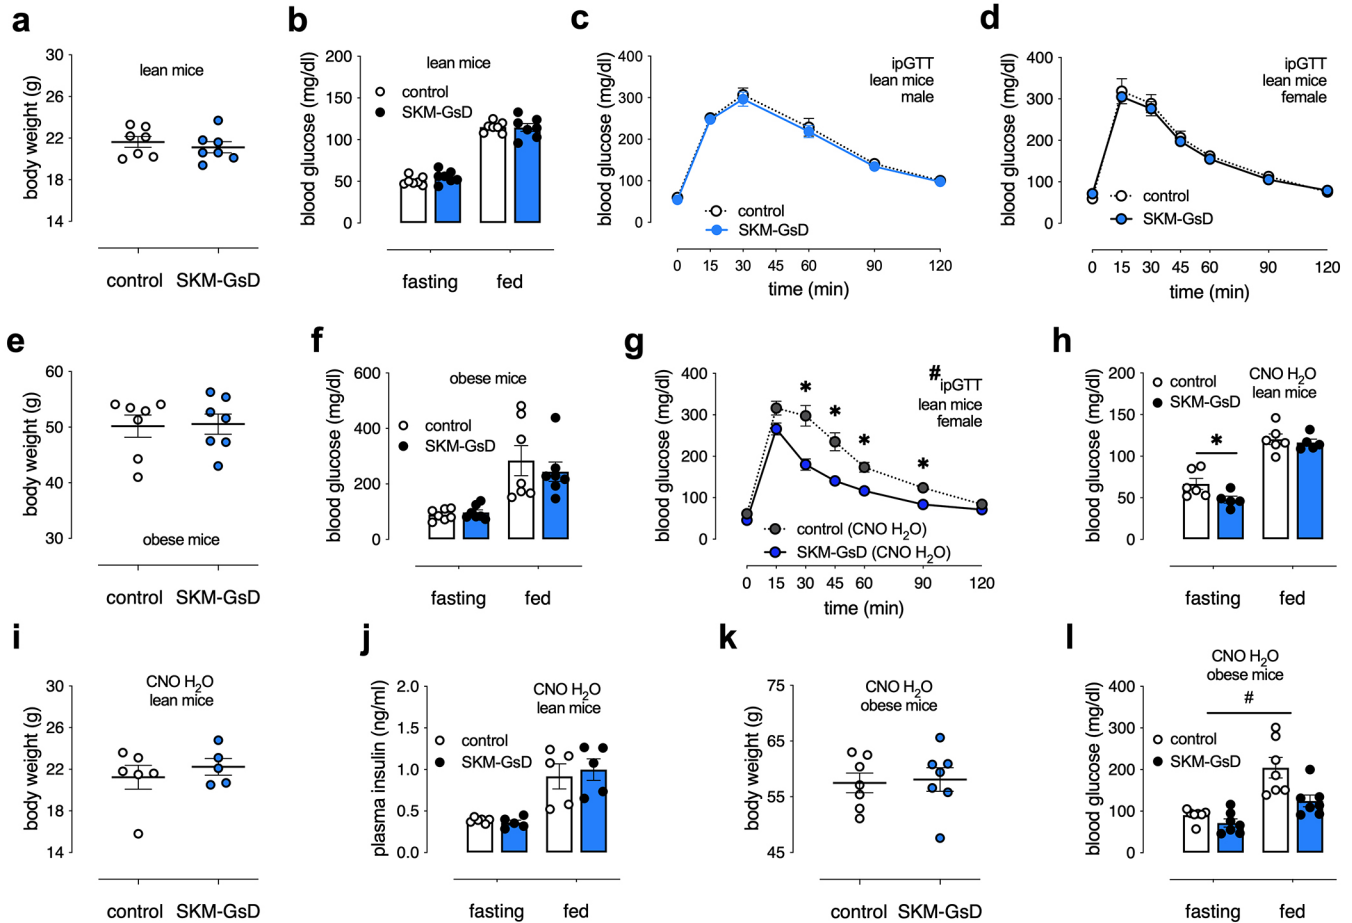 a
body weight (g)
30
26
22
18
14
lean mice
control SKM-GsD
b
blood glucose (mg/dl)
200
150
100
50
0
lean mice
control
SKM-GsD
fasting fed
c
blood glucose (mg/dl)
400
300
200
100
0
ipGTT
lean mice
male
control
SKM-GsD
0 15 30 45 60 90 120
time (min)
d
blood glucose (mg/dl)
400
300
200
100
0
ipGTT
lean mice
female
control
SKM-GsD
0 15 30 45 60 90 120
time (min)
e
body weight (g)
60
50
40
30
obese mice
control SKM-GsD
f
blood glucose (mg/dl)
600
400
200
0
obese mice
control
SKM-GsD
fasting fed
g
blood glucose (mg/dl)
400
300
200
100
0
* * * *
#
ipGTT
lean mice
female
control (CNO H2O)
SKM-GsD (CNO H2O)
0 15 30 45 60 90 120
time (min)
h
blood glucose (mg/dl)
200
150
100
50
0
CNO H2O
lean mice
control
SKM-GsD
*
fasting fed
i
body weight (g)
30
26
22
18
14
CNO H2O
lean mice
control SKM-GsD
j
plasma insulin (ng/ml)
2.0
1.5
1.0
0.5
0.0
CNO H2O
lean mice
control
SKM-GsD
fasting fed
k
body weight (g)
75
65
55
45
CNO H2O
obese mice
control SKM-GsD
l
blood glucose (mg/dl)
400
300
200
100
0
CNO H2O
obese mice
#
control
SKM-GsD
fasting fed